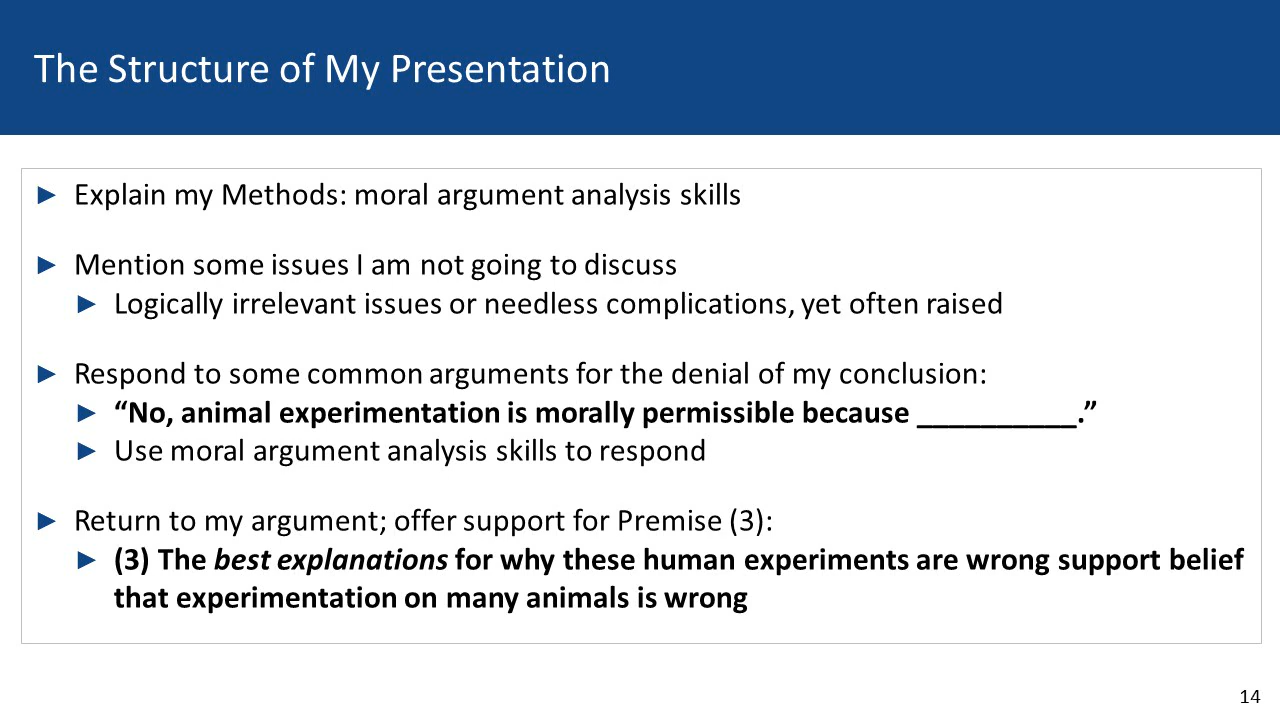 The Structure of My Presentation
► Explain my Methods: moral argument analysis skills
► Mention some issues I am not going to discuss
► Logically irrelevant issues or needless complications, yet often raised
► Respond to some common arguments for the denial of my conclusion:
► “No, animal experimentation is morally permissible because __________.”
► Use moral argument analysis skills to respond
► Return to my argument; offer support for Premise (3):
► (3) The best explanations for why these human experiments are wrong support belief
that experimentation on many animals is wrong
14